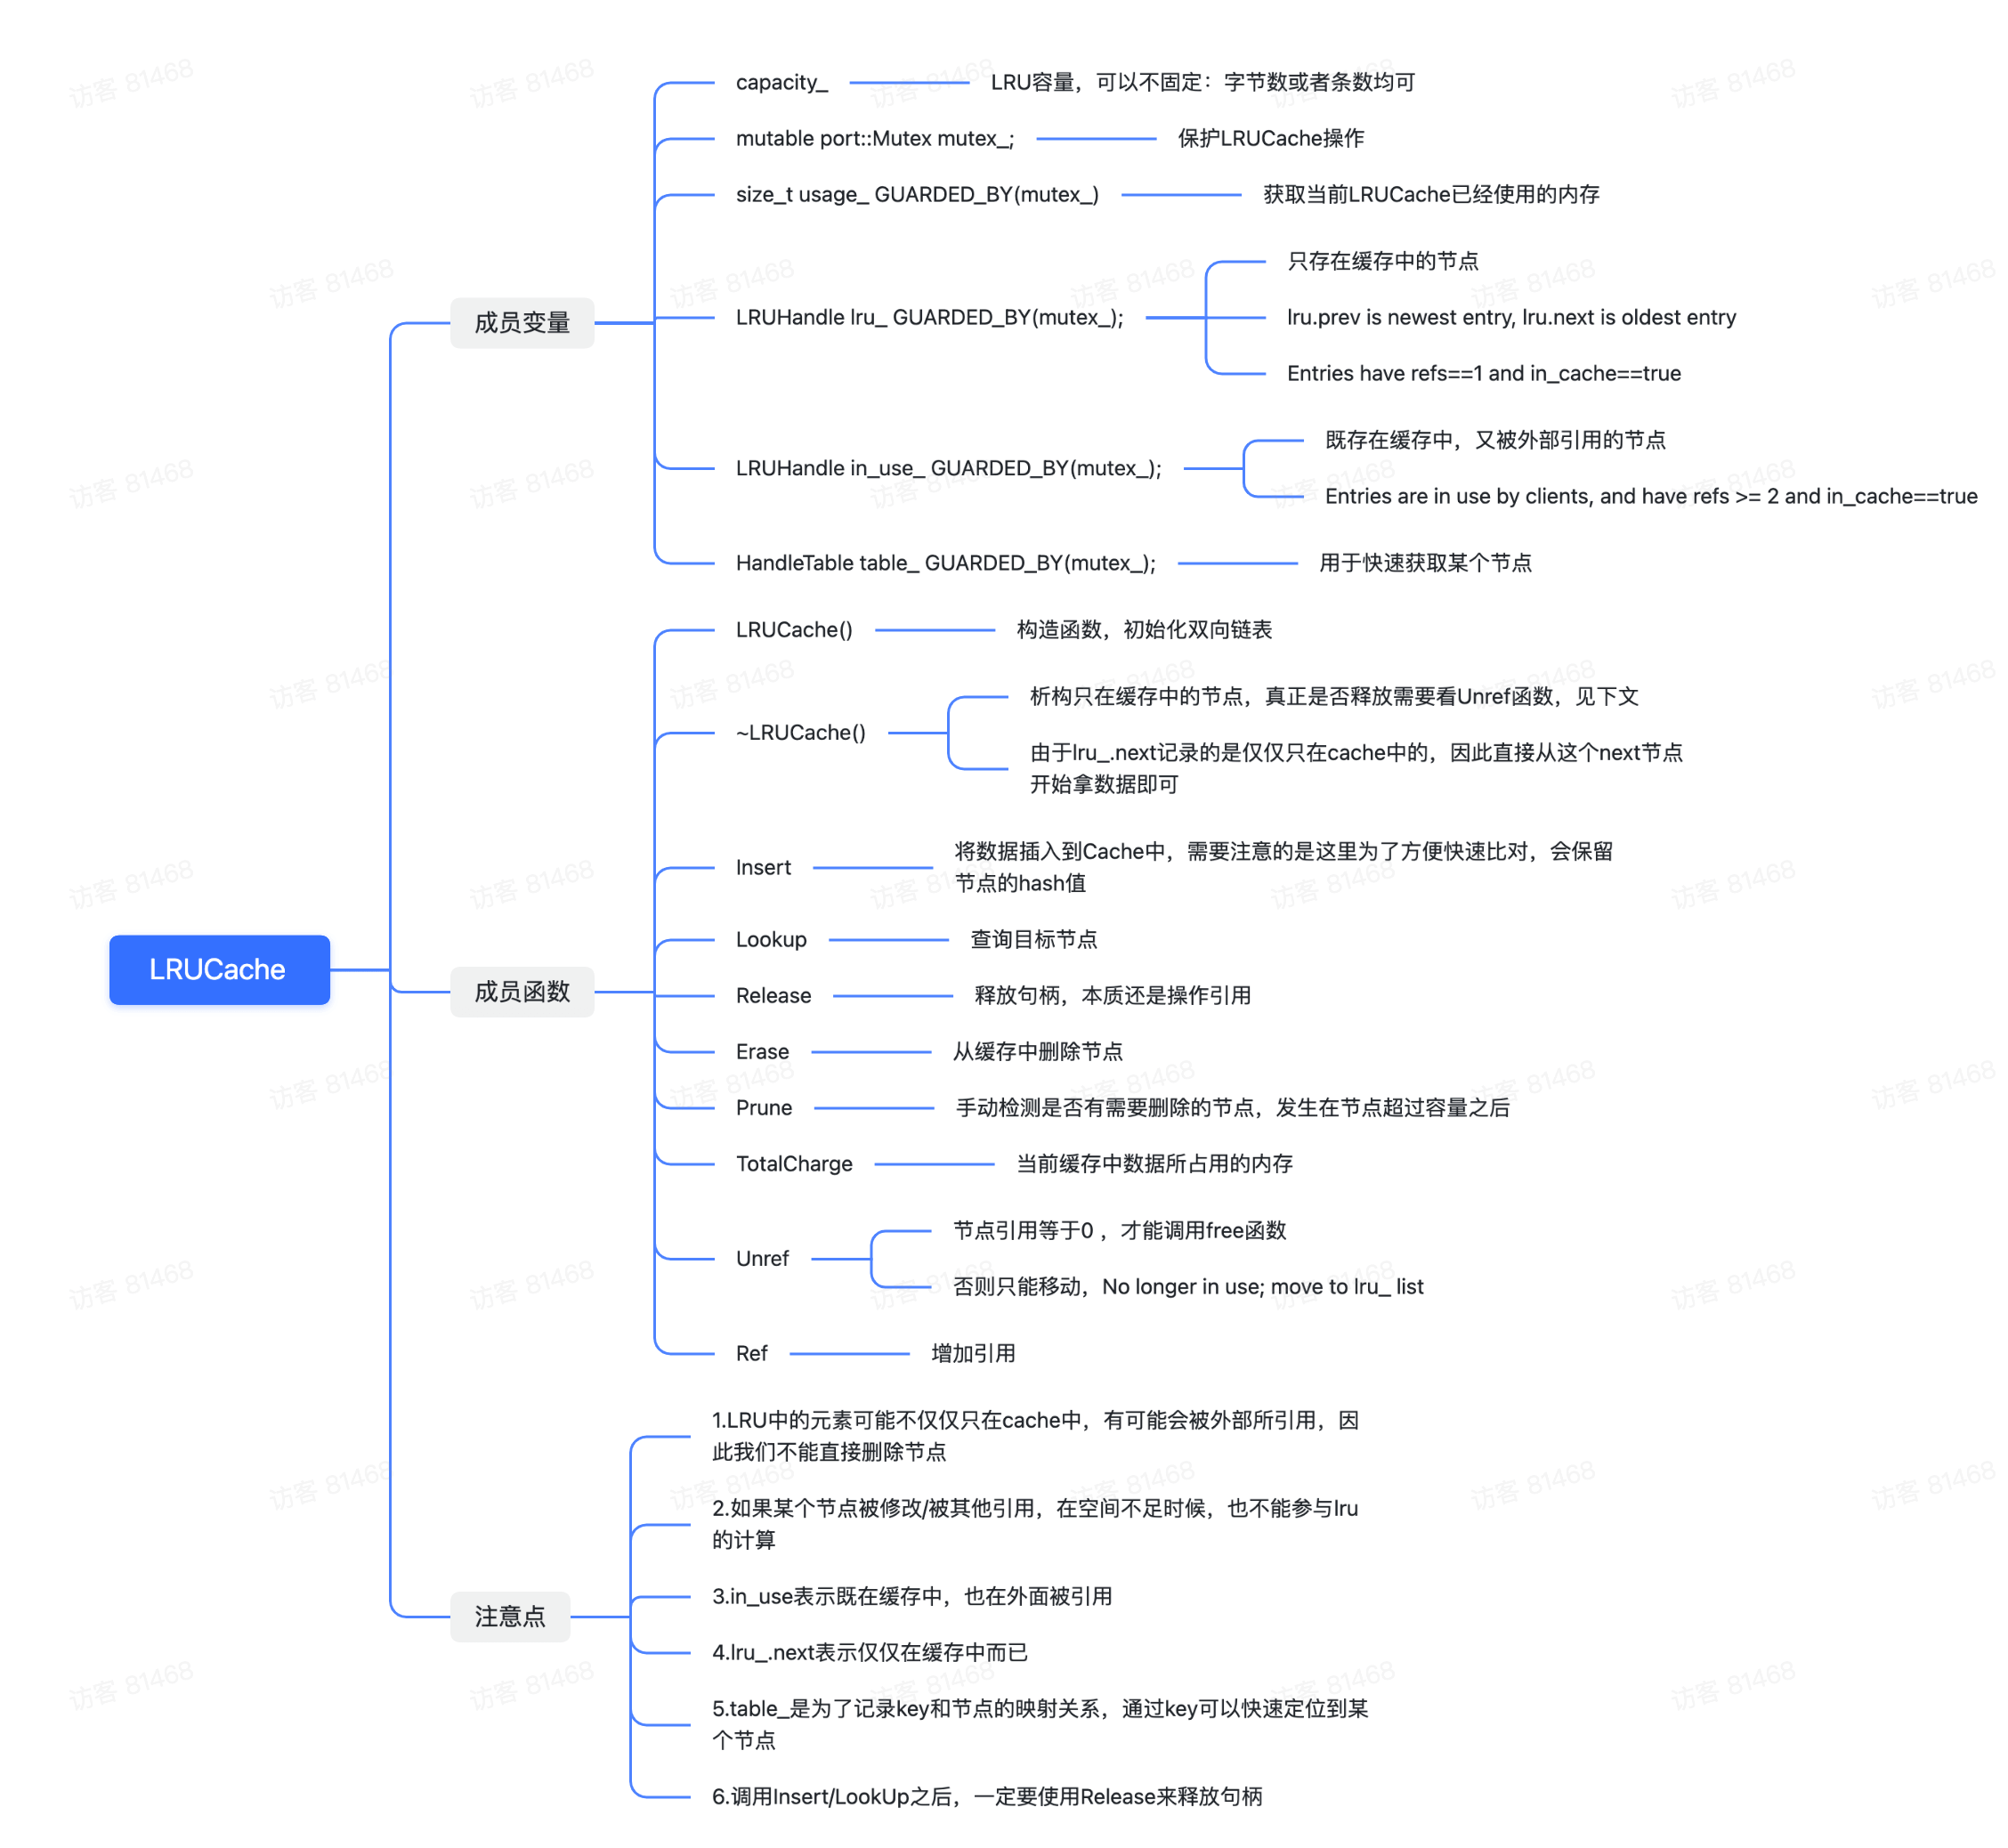 LRUCache
成员变量
capacity_
LRU容量，可以不固定：字节数或者条数均可
mutable port::Mutex mutex_;
保护LRUCache操作
size_t usage_ GUARDED_BY(mutex_)
获取当前LRUCache已经使用的内存
LRUHandle lru_ GUARDED_BY(mutex_);
只存在缓存中的节点
lru.prev is newest entry, lru.next is oldest entry
Entries have refs==1 and in_cache==true
LRUHandle in_use_ GUARDED_BY(mutex_);
既存在缓存中，又被外部引用的节点
Entries are in use by clients, and have refs >= 2 and in_cache==true
HandleTable table_ GUARDED_BY(mutex_);
用于快速获取某个节点
成员函数
LRUCache()
构造函数，初始化双向链表
~LRUCache()
析构只在缓存中的节点，真正是否释放需要看Unref函数，见下文
由于lru_.next记录的是仅仅只在cache中的，因此直接从这个next节点
开始拿数据即可
Insert
将数据插入到Cache中，需要注意的是这里为了方便快速比对，会保留
节点的hash值
Lookup
查询目标节点
Release
释放句柄，本质还是操作引用
Erase
从缓存中删除节点
Prune
手动检测是否有需要删除的节点，发生在节点超过容量之后
TotalCharge
当前缓存中数据所占用的内存
Unref
节点引用等于0 ，才能调用free函数
否则只能移动，No longer in use; move to lru_ list
Ref
增加引用
注意点
1.LRU中的元素可能不仅仅只在cache中，有可能会被外部所引用，因
此我们不能直接删除节点
2.如果某个节点被修改/被其他引用，在空间不足时候，也不能参与lru
的计算
3.in_use表示既在缓存中，也在外面被引用
4.lru_.next表示仅仅在缓存中而已
5.table_是为了记录key和节点的映射关系，通过key可以快速定位到某
个节点
6.调用Insert/LookUp之后，一定要使用Release来释放句柄
访客 81468